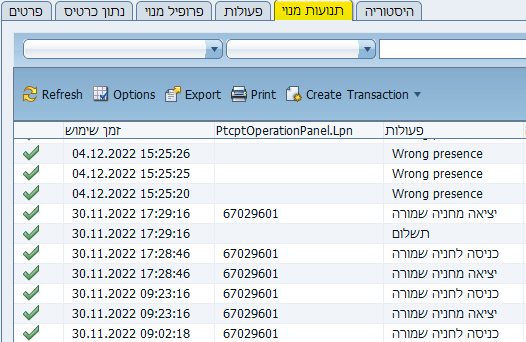 פרטים נתון כרטיס פרופיל מנוי פעולות תנועות מנוי היסטוריה
Refresh Options Export Print Create Transaction
זמן שימוש PtcptOperationPanel.Lpn פעולות
04.12.2022 15:25:26 Wrong presence
04.12.2022 15:25:25 Wrong presence
04.12.2022 15:25:20 Wrong presence
30.11.2022 17:29:16 67029601 יציאה מחניה שמורה
30.11.2022 17:29:16 תשלום
30.11.2022 17:28:46 67029601 כניסה לחניה שמורה
30.11.2022 17:28:46 67029601 יציאה מחניה שמורה
30.11.2022 09:23:16 67029601 כניסה לחניה שמורה
30.11.2022 09:23:16 67029601 יציאה מחניה שמורה
30.11.2022 09:02:18 67029601 כניסה לחניה שמורה